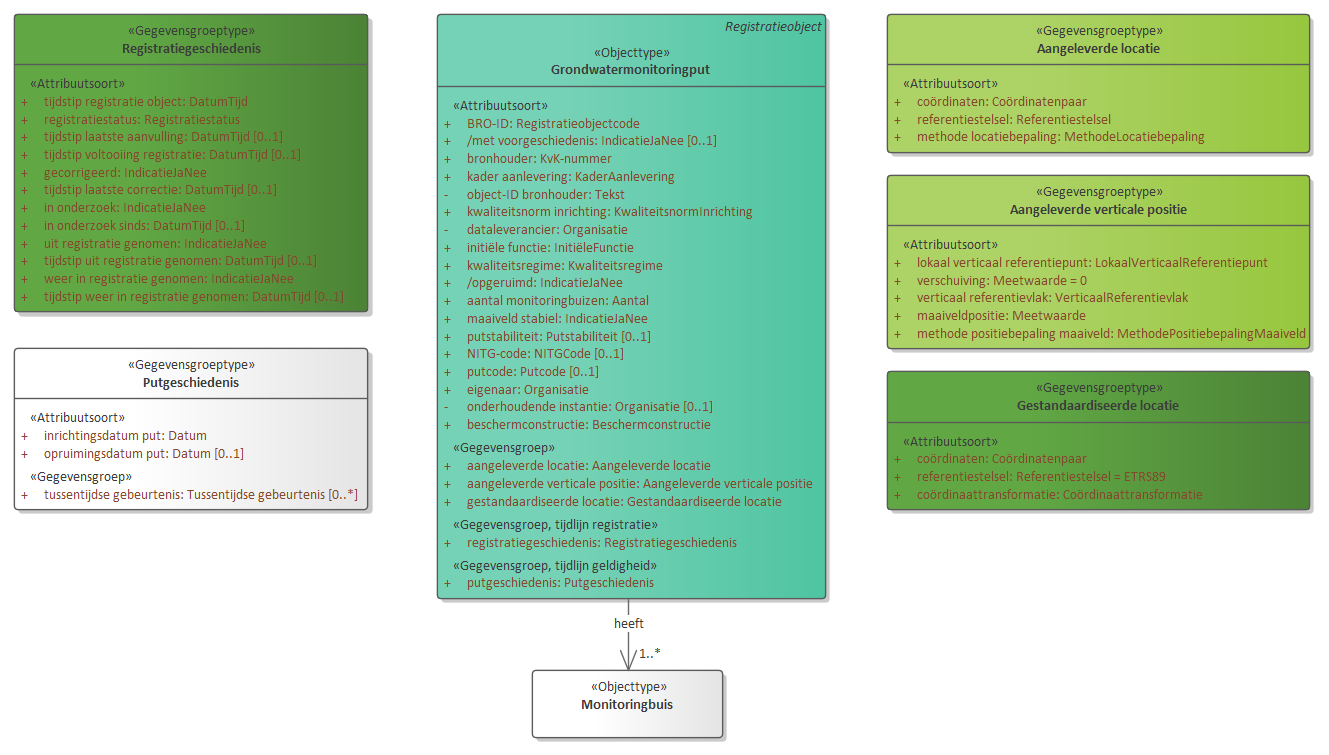 «Gegevensgroeptype»
Registratiegeschiedenis
«Attribuutsoort»
+ tijdstip registratie object: DatumTijd
+ registratiestatus: Registratiestatus
+ tijdstip laatste aanvulling: DatumTijd [0..1]
+ tijdstip voltooiing registratie: DatumTijd [0..1]
+ gecorrigeerd: IndicatieJaNee
+ tijdstip laatste correctie: DatumTijd [0..1]
+ in onderzoek: IndicatieJaNee
+ in onderzoek sinds: DatumTijd [0..1]
+ uit registratie genomen: IndicatieJaNee
+ tijdstip uit registratie genomen: DatumTijd [0..1]
+ weer in registratie genomen: IndicatieJaNee
+ tijdstip weer in registratie genomen: DatumTijd [0..1]
«Gegevensgroeptype»
Putgeschiedenis
«Attribuutsoort»
+ inrichtingsdatum put: Datum
+ opruimingsdatum put: Datum [0..1]
«Gegevensgroep»
+ tussentijdse gebeurtenis: Tussentijdse gebeurtenis [0..*]
Registratieobject
«Objecttype»
Grondwatermonitoringput
«Attribuutsoort»
+ BRO-ID: Registratieobjectcode
+ /met voorgeschiedenis: IndicatieJaNee [0..1]
+ bronhouder: KvK-nummer
+ kader aanlevering: KaderAanlevering
- object-ID bronhouder: Tekst
+ kwaliteitsnorm inrichting: KwaliteitsnormInrichting
- dataleverancier: Organisatie
+ initiële functie: InitiëleFunctie
+ kwaliteitsregime: Kwaliteitsregime
+ /opgeruimd: IndicatieJaNee
+ aantal monitoringbuizen: Aantal
+ maaiveld stabiel: IndicatieJaNee
+ putstabiliteit: Putstabiliteit [0..1]
+ NITG-code: NITGCode [0..1]
+ putcode: Putcode [0..1]
+ eigenaar: Organisatie
- onderhoudende instantie: Organisatie [0..1]
+ beschermconstructie: Beschermconstructie
«Gegevensgroep»
+ aangeleverde locatie: Aangeleverde locatie
+ aangeleverde verticale positie: Aangeleverde verticale positie
+ gestandaardiseerde locatie: Gestandaardiseerde locatie
«Gegevensgroep, tijdlijn registratie»
+ registratiegeschiedenis: Registratiegeschiedenis
«Gegevensgroep, tijdlijn geldigheid»
+ putgeschiedenis: Putgeschiedenis
heeft
1..*
«Objecttype»
Monitoringbuis
«Gegevensgroeptype»
Aangeleverde locatie
«Attribuutsoort»
+ coördinaten: Coördinatenpaar
+ referentiestelsel: Referentiestelsel
+ methode locatiebepaling: MethodeLocatiebepaling
«Gegevensgroeptype»
Aangeleverde verticale positie
«Attribuutsoort»
+ lokaal verticaal referentiepunt: LokaalVerticaalReferentiepunt
+ verschuiving: Meetwaarde = 0
+ verticaal referentievlak: VerticaalReferentievlak
+ maaiveldpositie: Meetwaarde
+ methode positiebepaling maaiveld: MethodePositiebepalingMaaiveld
«Gegevensgroeptype»
Gestandaardiseerde locatie
«Attribuutsoort»
+ coördinaten: Coördinatenpaar
+ referentiestelsel: Referentiestelsel = ETRS89
+ coördinaattransformatie: Coördinaattransformatie